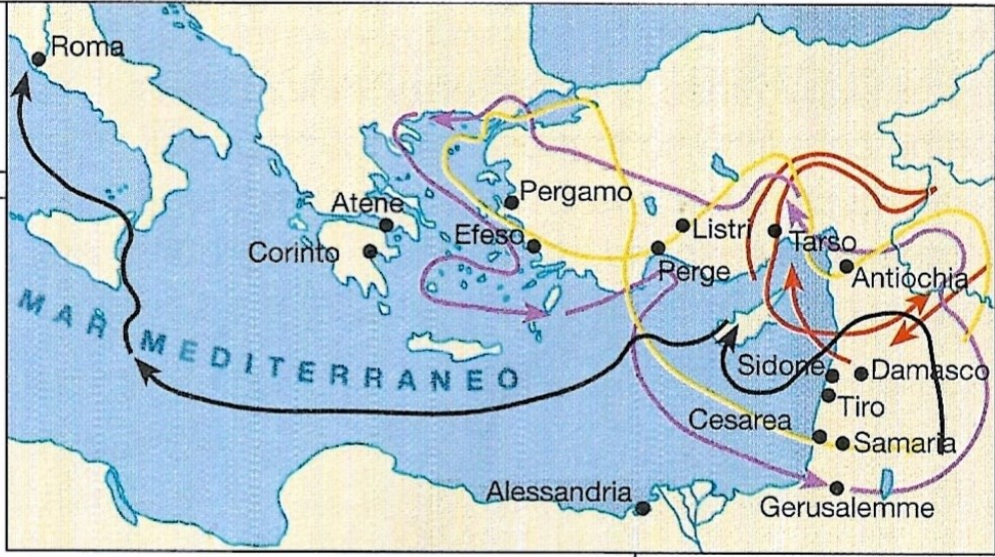 Roma
Pergamo
Atene
Listri
Efeso
Tarso
Corinto
Perge
Antiochia
MAR MEDITERRANEO
Sidone
Damasco
Tiro
Cesarea
Samaria
Alessandria
Gerusalemme